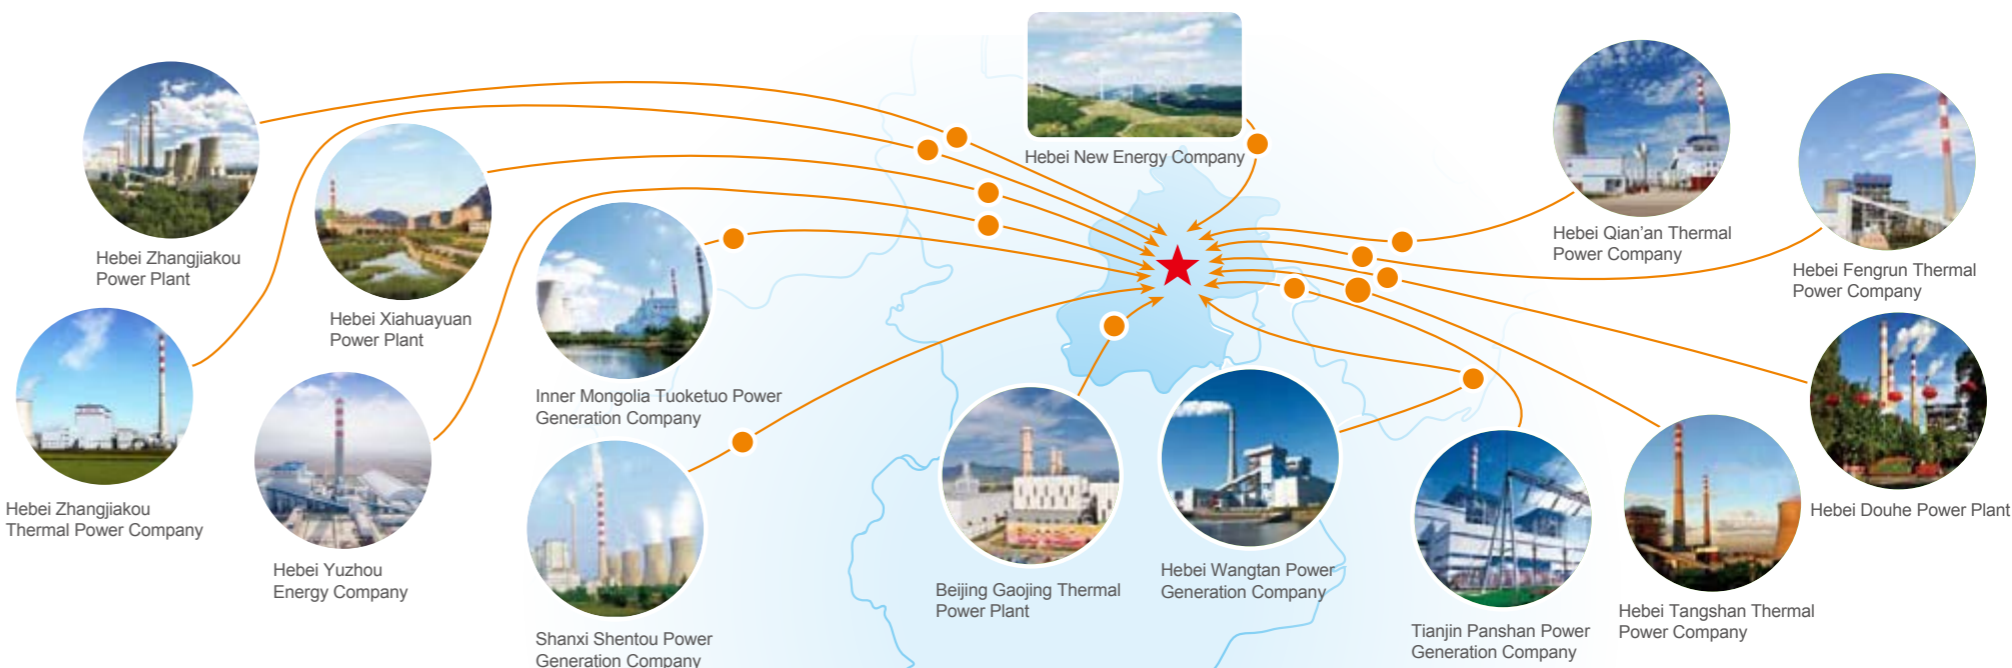 Hebei Zhangjiakou
Power Plant
Hebei Zhangjiakou
Thermal Power Company
Hebei Xiahuayuan
Power Plant
Hebei Yuzhou
Energy Company
Inner Mongolia Tuoketuo Power
Generation Company
Shanxi Shentou Power
Generation Company
Hebei New Energy Company
Beijing Gaojing Thermal
Power Plant
Hebei Wangtan Power
Generation Company
Tianjin Panshan Power
Generation Company
Hebei Qian'an Thermal
Power Company
Hebei Fengrun Thermal
Power Company
Hebei Douhe Power Plant
Hebei Tangshan Thermal
Power Company